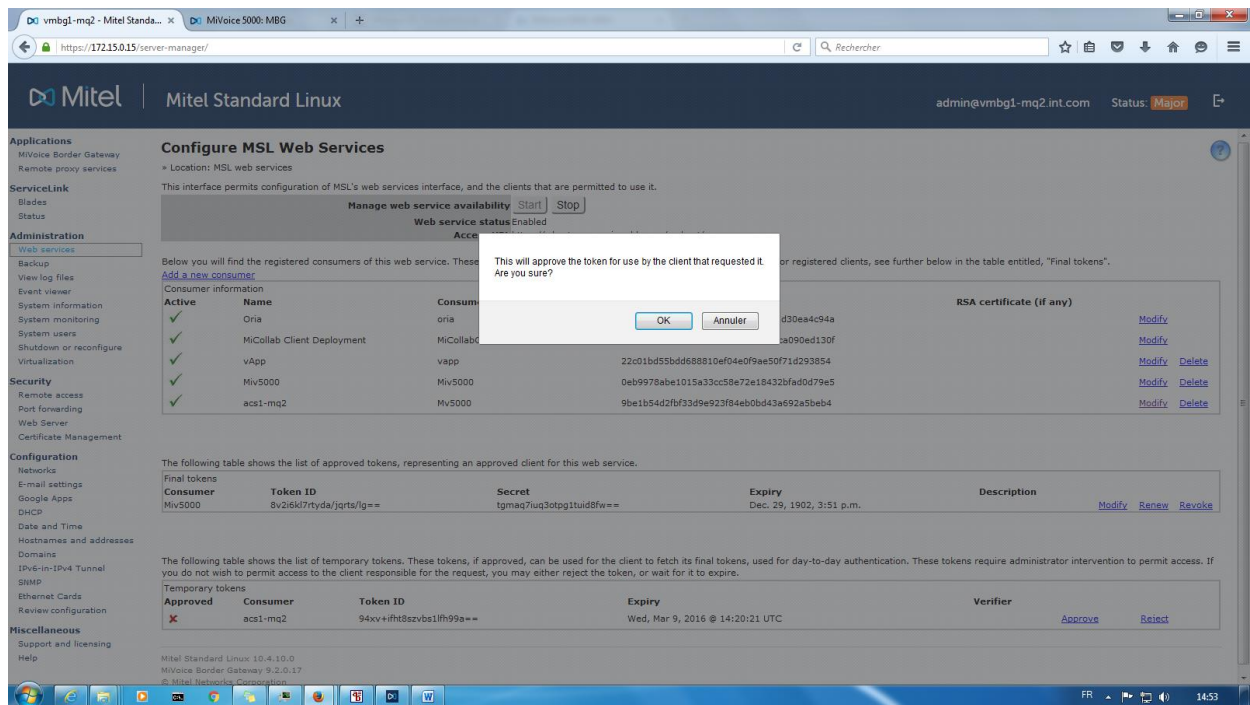 vmbg1-mq2 - Mitel Standa... ×
MiVoice 5000: MBG ×
https://172.15.0.15/server-manager/
Rechercher
Mitel | Mitel Standard Linux
admin@vmbg1-mq2.int.com Status: Major
Applications
MiVoice Border Gateway
Remote proxy services
ServiceLink
Blades
Status
Administration
Web services
Backup
View log files
Event viewer
System information
System monitoring
System users
Shutdown or reconfigure
Virtualization
Security
Remote access
Port forwarding
Web Server
Certificate Management
Configuration
Networks
E-mail settings
Google Apps
DHCP
Date and Time
Hostnames and addresses
Domains
IPv6-in-IPv4 Tunnel
SNMP
Ethernet Cards
Review configuration
Miscellaneous
Support and licensing
Help
Configure MSL Web Services
» Location: MSL web services
This interface permits configuration of MSL's web services interface, and the clients that are permitted to use it.
Manage web service availability Start Stop
Web service status Enabled
Acce
Below you will find the registered consumers of this web service. These
or registered clients, see further below in the table entitled, "Final tokens".
Add a new consumer
This will approve the token for use by the client that requested it.
Are you sure?
OK Annuler
Consumer information
Active Name Consum RSA certificate (if any)
Oria oria d30ea4c94a Modify
MiCollab Client Deployment MiCollabC ca090ed130f Modify
vApp vapp 22c01bd55bdd688810ef04e0f9ae50f71d293854 Modify Delete
Miv5000 Miv5000 0eb9978abe1015a33cc58e72e18432bfad0d79e5 Modify Delete
acs1-mq2 Mv5000 9be1b54d2fbf33d9e923f84eb0bd43a692a5beb4 Modify Delete
The following table shows the list of approved tokens, representing an approved client for this web service.
Final tokens
Consumer Token ID Secret Expiry Description
Miv5000 8v2i6kl7rtyda/jqrts/lg== tgmaq7iuq3otpg1tuid8fw== Dec. 29, 1902, 3:51 p.m. Modify Renew Revoke
The following table shows the list of temporary tokens. These tokens, if approved, can be used for the client to fetch its final tokens, used for day-to-day authentication. These tokens require administrator intervention to permit access. If
you do not wish to permit access to the client responsible for the request, you may either reject the token, or wait for it to expire.
Temporary tokens
Approved Consumer Token ID Expiry Verifier
acs1-mq2 94xv+ifht8szvbs1lfh99a== Wed, Mar 9, 2016 @ 14:20:21 UTC Approve Reject
Mitel Standard Linux 10.4.10.0
MiVoice Border Gateway 9.2.0.17
© Mitel Networks Corporation
FR 14:53